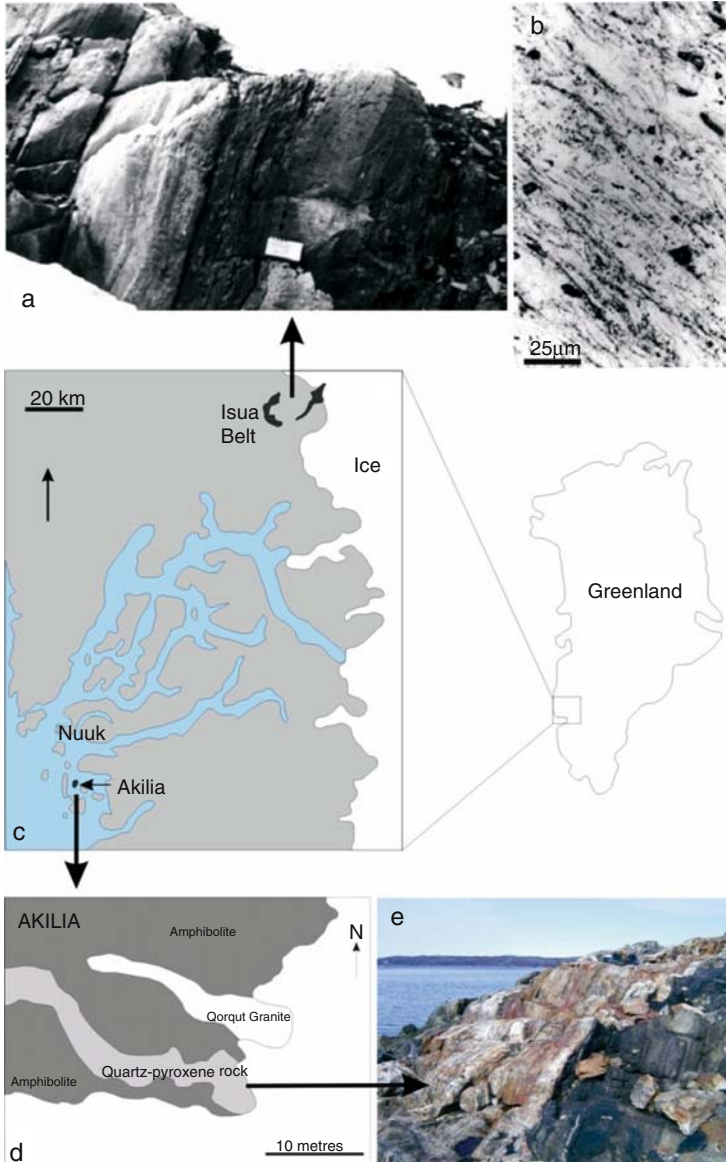 b
a
25μm
20 km
Isua
Belt
Ice
Greenland
Nuuk
Akilia
c
AKILIA
Amphibolite
N
e
Qorqut Granite
Quartz-pyroxene rock
Amphibolite
10 metres
d